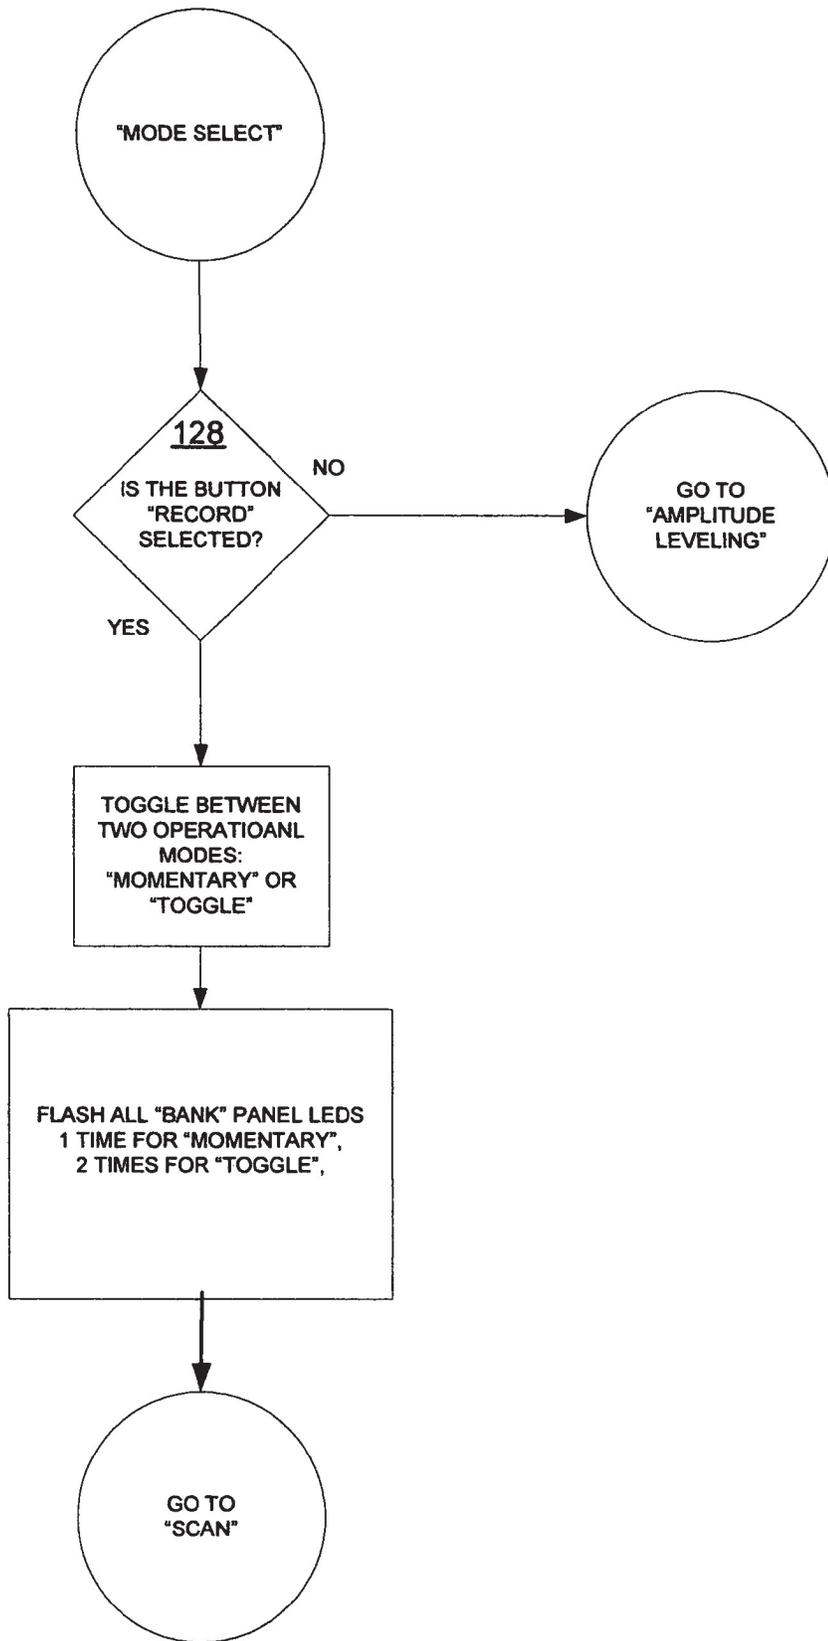 "MODE SELECT"
128
IS THE BUTTON
"RECORD"
SELECTED?
NO
GO TO
"AMPLITUDE
LEVELING"
YES
TOGGLE BETWEEN
TWO OPERATIOANL
MODES:
"MOMENTARY" OR
"TOGGLE"
FLASH ALL "BANK" PANEL LEDS
1 TIME FOR "MOMENTARY",
2 TIMES FOR "TOGGLE",
GO TO
"SCAN"